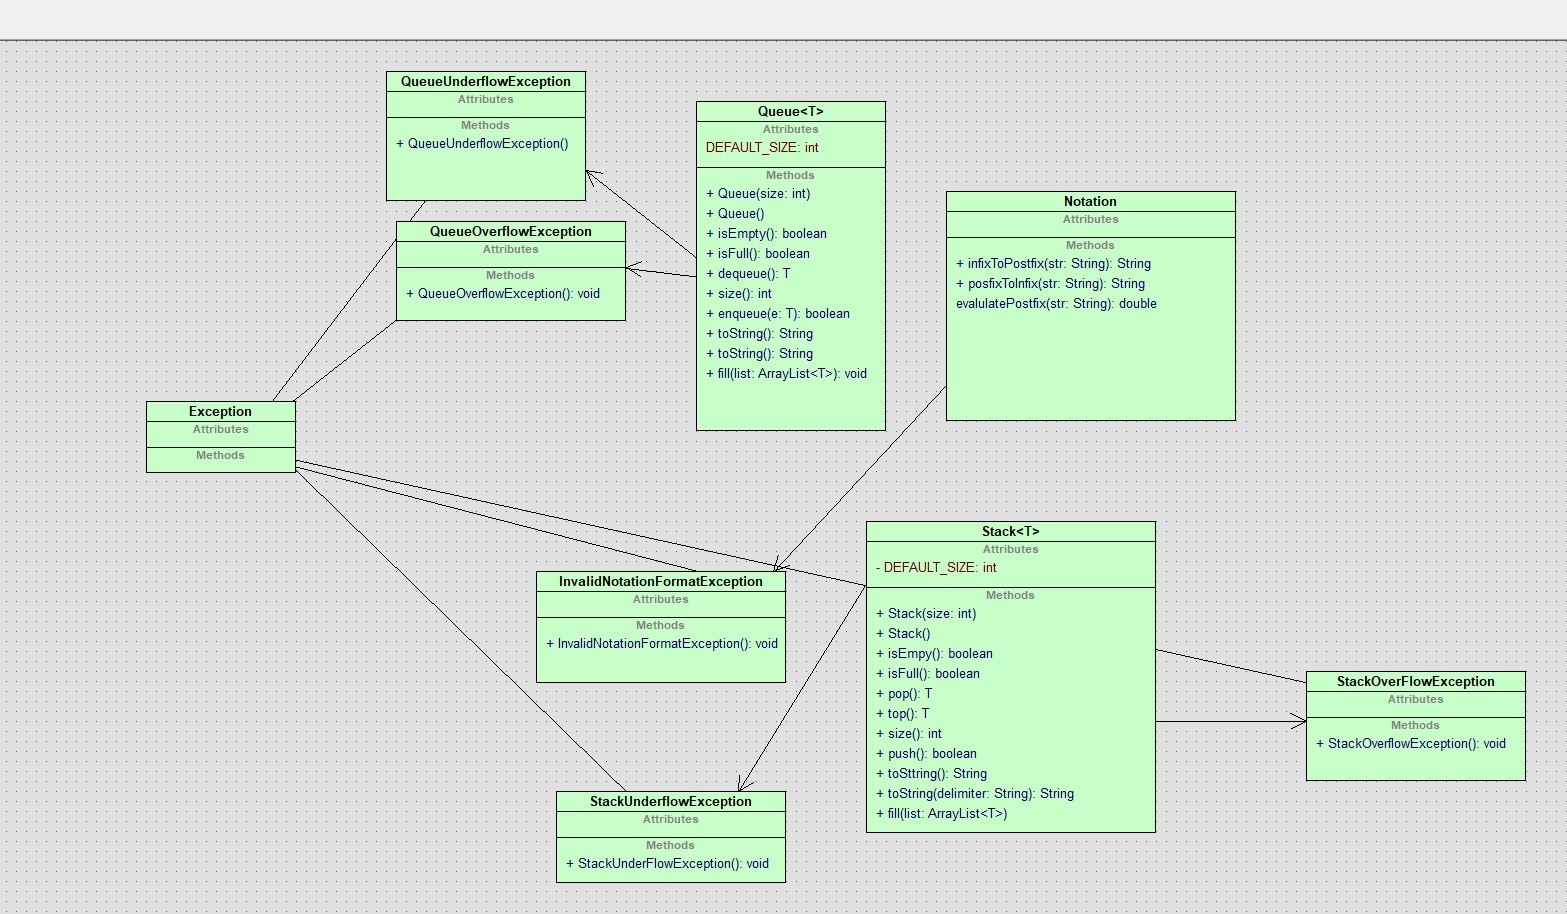 QueueUnderflowException
Attributes
Methods
+ QueueUnderflowException()
Queue<T>
Attributes
DEFAULT_SIZE: int
Methods
+ Queue(size: int)
+ Queue()
+ isEmpty(): boolean
+ isFull(): boolean
+ dequeue(): T
+ size(): int
+ enqueue(e: T): boolean
+ toString(): String
+ toString(): String
+ fill(list: ArrayList<T>): void
Notation
Attributes
Methods
+ infixToPostfix(str: String): String
+ posfixToInfix(str: String): String
evalulatePostfix(str: String): double
QueueOverflowException
Attributes
Methods
+ QueueOverflowException(): void
Exception
Attributes
Methods
InvalidNotationFormatException
Attributes
Methods
+ InvalidNotationFormatException(): void
Stack<T>
Attributes
- DEFAULT_SIZE: int
Methods
+ Stack(size: int)
+ Stack()
+ isEmpy(): boolean
+ isFull(): boolean
+ pop(): T
+ top(): T
+ size(): int
+ push(): boolean
+ toSttring(): String
+ toString(delimiter: String): String
+ fill(list: ArrayList<T>)
StackOverFlowException
Attributes
Methods
+ StackOverflowException(): void
StackUnderflowException
Attributes
Methods
+ StackUnderFlowException(): void